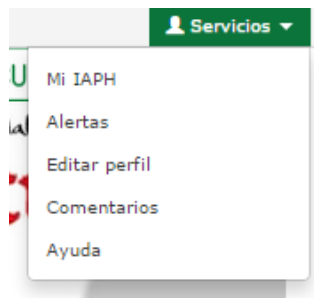 Servicios
Mi IAPH
Alertas
Editar perfil
Comentarios
Ayuda